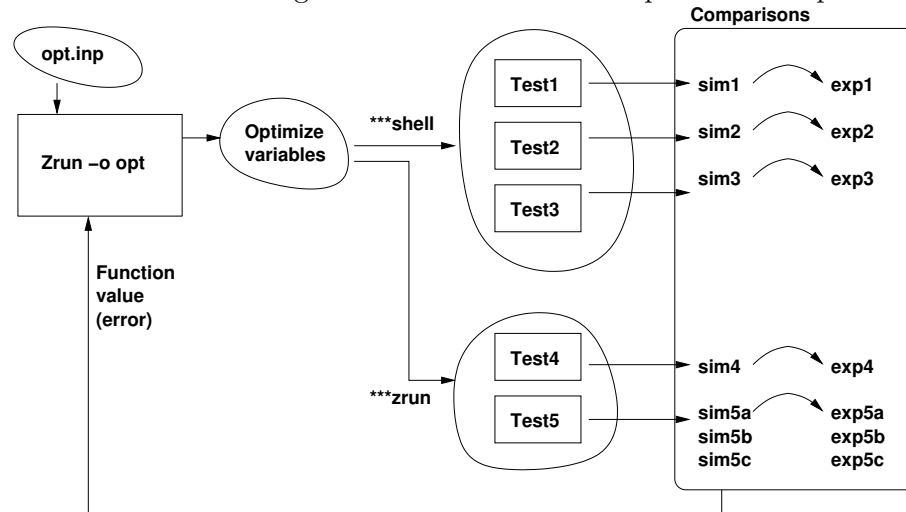 Comparisons
opt.inp
Zrun −o opt
Optimize
variables
***shell
Test1
Test2
Test3
sim1
exp1
sim2
exp2
sim3
exp3
Function
value
(error)
***zrun
Test4
Test5
sim4
exp4
sim5a
exp5a
sim5b
exp5b
sim5c
exp5c